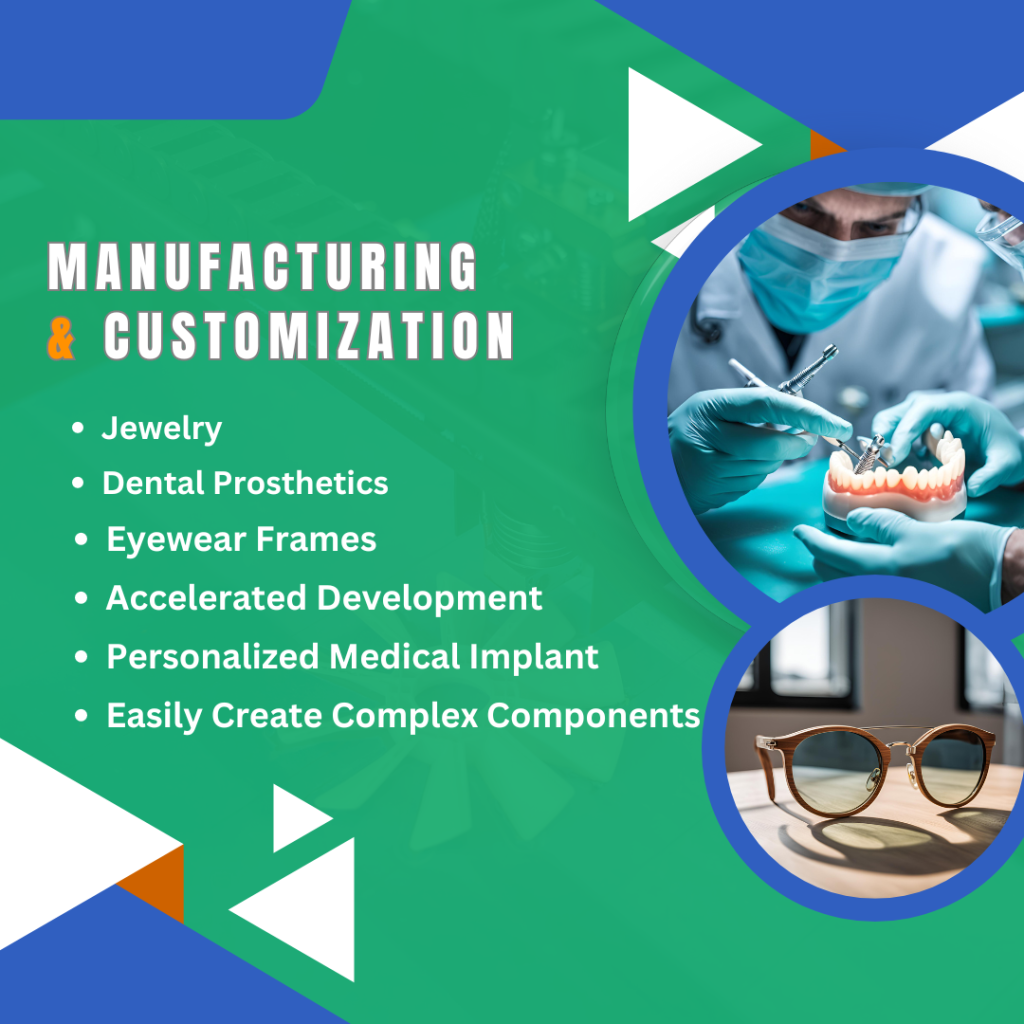 MANUFACTURING
& CUSTOMIZATION
• Jewelry
• Dental Prosthetics
• Eyewear Frames
• Accelerated Development
• Personalized Medical Implant
• Easily Create Complex Components